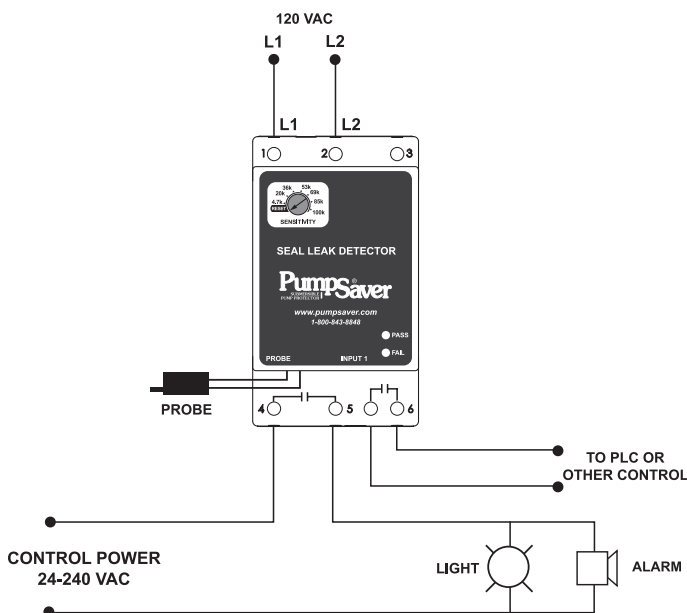 120 VAC
L1 L2
L1 L2
1 2 3
36k 53k
20k 69k
4.7k 85k
RESET 100k
SENSITIVITY
SEAL LEAK DETECTOR
PumpSaver®
SUBMERSIBLE
PUMP PROTECTOR
www.pumpsaver.com
1-800-843-8848
PASS
FAIL
PROBE INPUT 1
PROBE
4 5 6
TO PLC OR
OTHER CONTROL
CONTROL POWER
24-240 VAC
LIGHT
ALARM